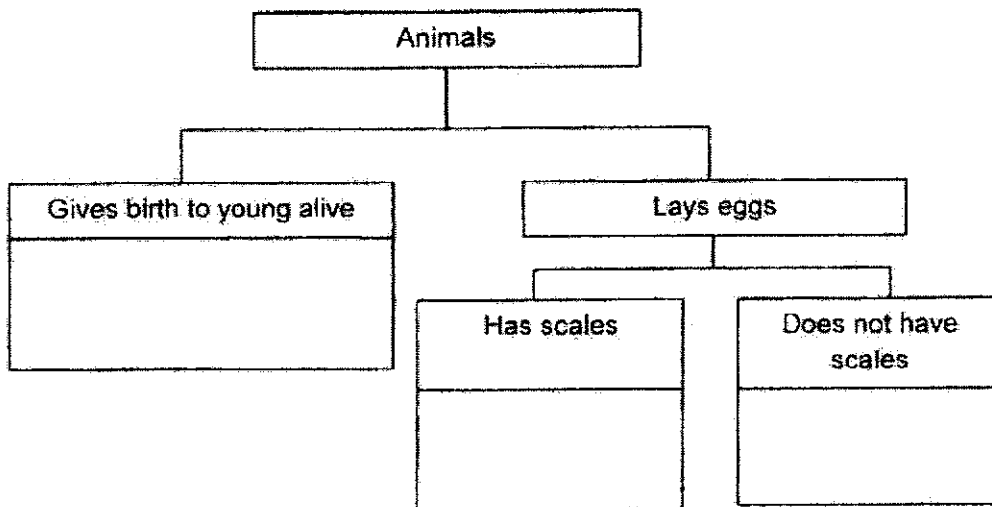 Animals
Gives birth to young alive
Lays eggs
Has scales
Does not have
scales